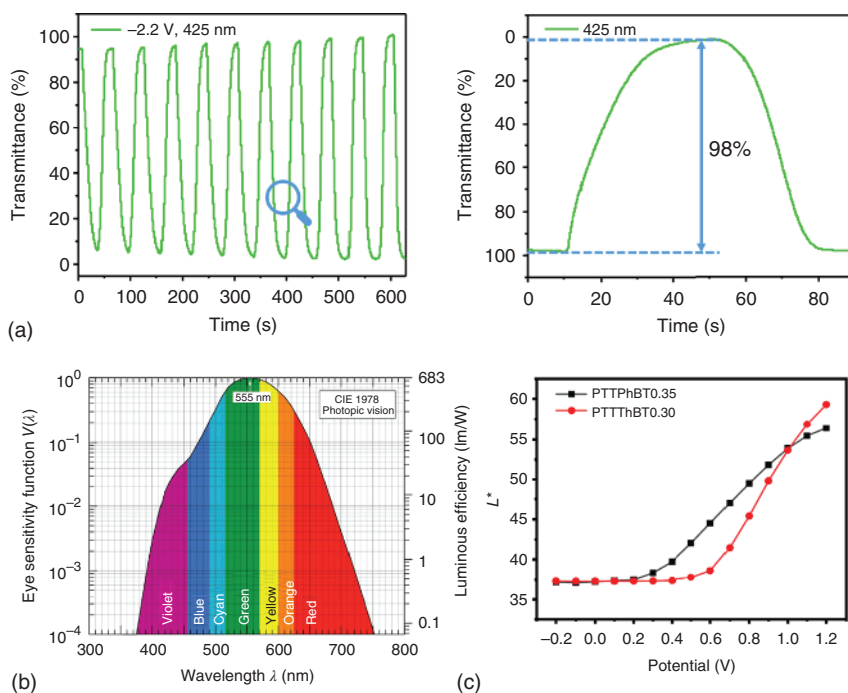 −2.2 V, 425 nm
Transmittance (%)
100
80
60
40
20
0
0 100 200 300 400 500 600
Time (s)
425 nm
Transmittance (%)
0
20
40
60
80
100
98%
0 20 40 60 80
Time (s)
(a)
Eye sensitivity function V(λ)
10⁰
10⁻¹
10⁻²
10⁻³
10⁻⁴
555 nm
CIE 1978
Photopic vision
Violet
Blue
Cyan
Green
Yellow
Orange
Red
683
100
10
1
0.1
Luminous efficiency (lm/W)
300 400 500 600 700 800
Wavelength λ (nm)
(b)
PTTPhBT0.35
PTTThBT0.30
L*
60
55
50
45
40
35
−0.2 0.0 0.2 0.4 0.6 0.8 1.0 1.2
Potential (V)
(c)